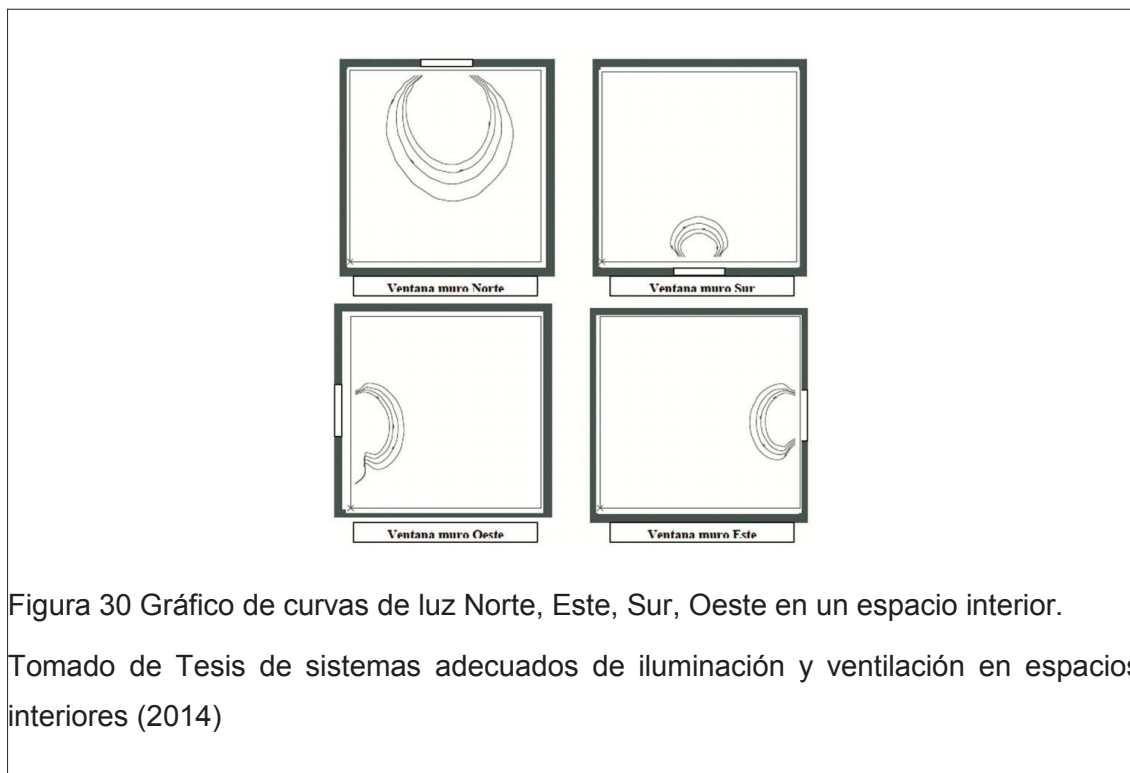 Ventana muro Norte
Ventana muro Sur
Ventana muro Oeste
Ventana muro Este
Figura 30 Gráfico de curvas de luz Norte, Este, Sur, Oeste en un espacio interior.
Tomado de Tesis de sistemas adecuados de iluminación y ventilación en espacios
interiores (2014)